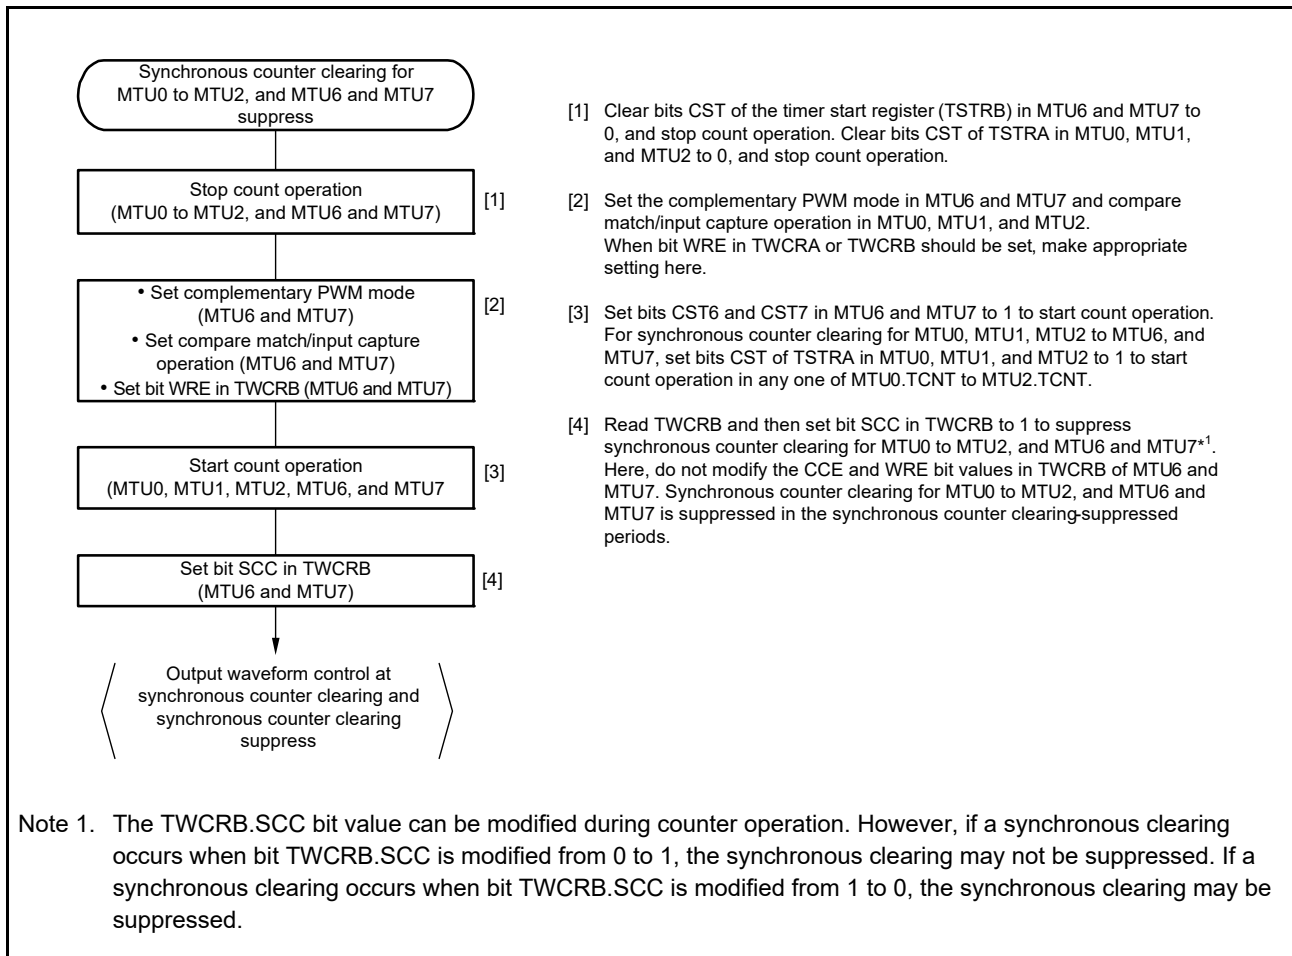 Synchronous counter clearing for
MTU0 to MTU2, and MTU6 and MTU7
suppress
Stop count operation
(MTU0 to MTU2, and MTU6 and MTU7)
[1]
• Set complementary PWM mode
(MTU6 and MTU7)
• Set compare match/input capture
operation (MTU6 and MTU7)
• Set bit WRE in TWCRB (MTU6 and MTU7)
[2]
Start count operation
(MTU0, MTU1, MTU2, MTU6, and MTU7
[3]
Set bit SCC in TWCRB
(MTU6 and MTU7)
[4]
Output waveform control at
synchronous counter clearing and
synchronous counter clearing
suppress
[1] Clear bits CST of the timer start register (TSTRB) in MTU6 and MTU7 to
0, and stop count operation. Clear bits CST of TSTRA in MTU0, MTU1,
and MTU2 to 0, and stop count operation.
[2] Set the complementary PWM mode in MTU6 and MTU7 and compare
match/input capture operation in MTU0, MTU1, and MTU2.
When bit WRE in TWCRA or TWCRB should be set, make appropriate
setting here.
[3] Set bits CST6 and CST7 in MTU6 and MTU7 to 1 to start count operation.
For synchronous counter clearing for MTU0, MTU1, MTU2 to MTU6, and
MTU7, set bits CST of TSTRA in MTU0, MTU1, and MTU2 to 1 to start
count operation in any one of MTU0.TCNT to MTU2.TCNT.
[4] Read TWCRB and then set bit SCC in TWCRB to 1 to suppress
synchronous counter clearing for MTU0 to MTU2, and MTU6 and MTU7*1.
Here, do not modify the CCE and WRE bit values in TWCRB of MTU6 and
MTU7. Synchronous counter clearing for MTU0 to MTU2, and MTU6 and
MTU7 is suppressed in the synchronous counter clearing-suppressed
periods.
Note 1. The TWCRB.SCC bit value can be modified during counter operation. However, if a synchronous clearing
occurs when bit TWCRB.SCC is modified from 0 to 1, the synchronous clearing may not be suppressed. If a
synchronous clearing occurs when bit TWCRB.SCC is modified from 1 to 0, the synchronous clearing may be
suppressed.